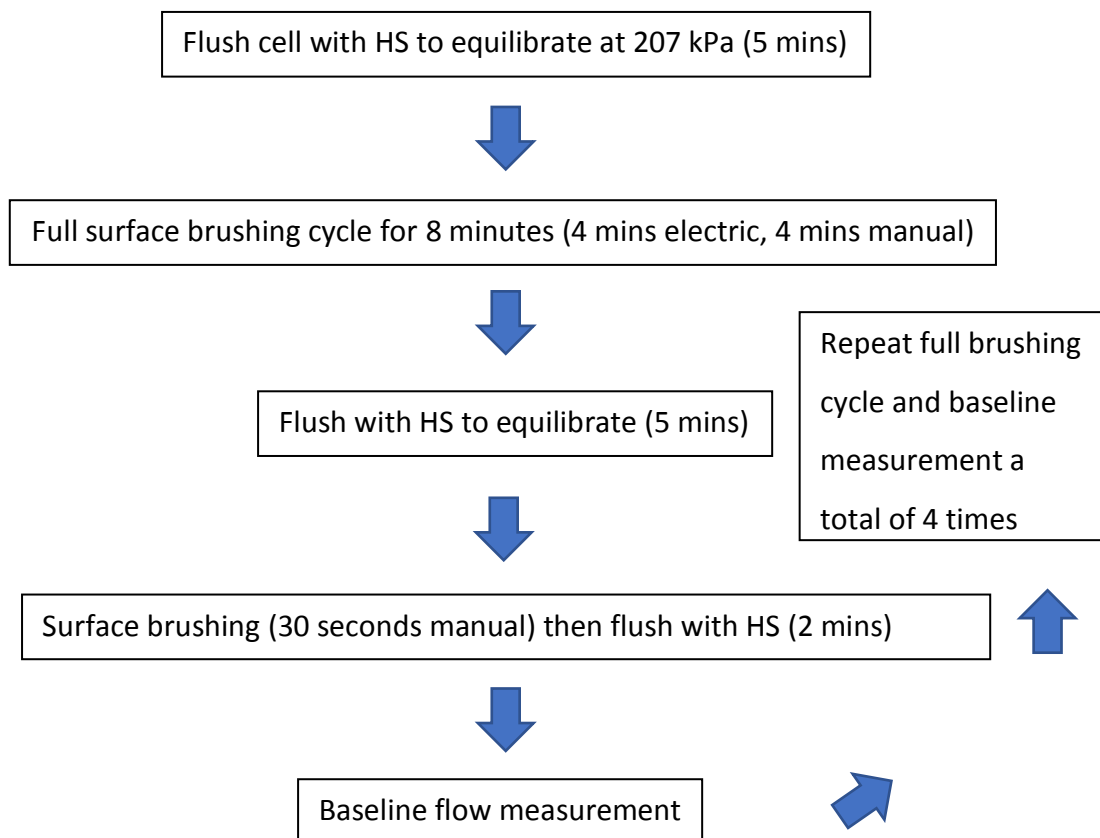 Flush cell with HS to equilibrate at 207 kPa (5 mins)
Full surface brushing cycle for 8 minutes (4 mins electric, 4 mins manual)
Flush with HS to equilibrate (5 mins)
Repeat full brushing
cycle and baseline
measurement a
total of 4 times
Surface brushing (30 seconds manual) then flush with HS (2 mins)
Baseline flow measurement